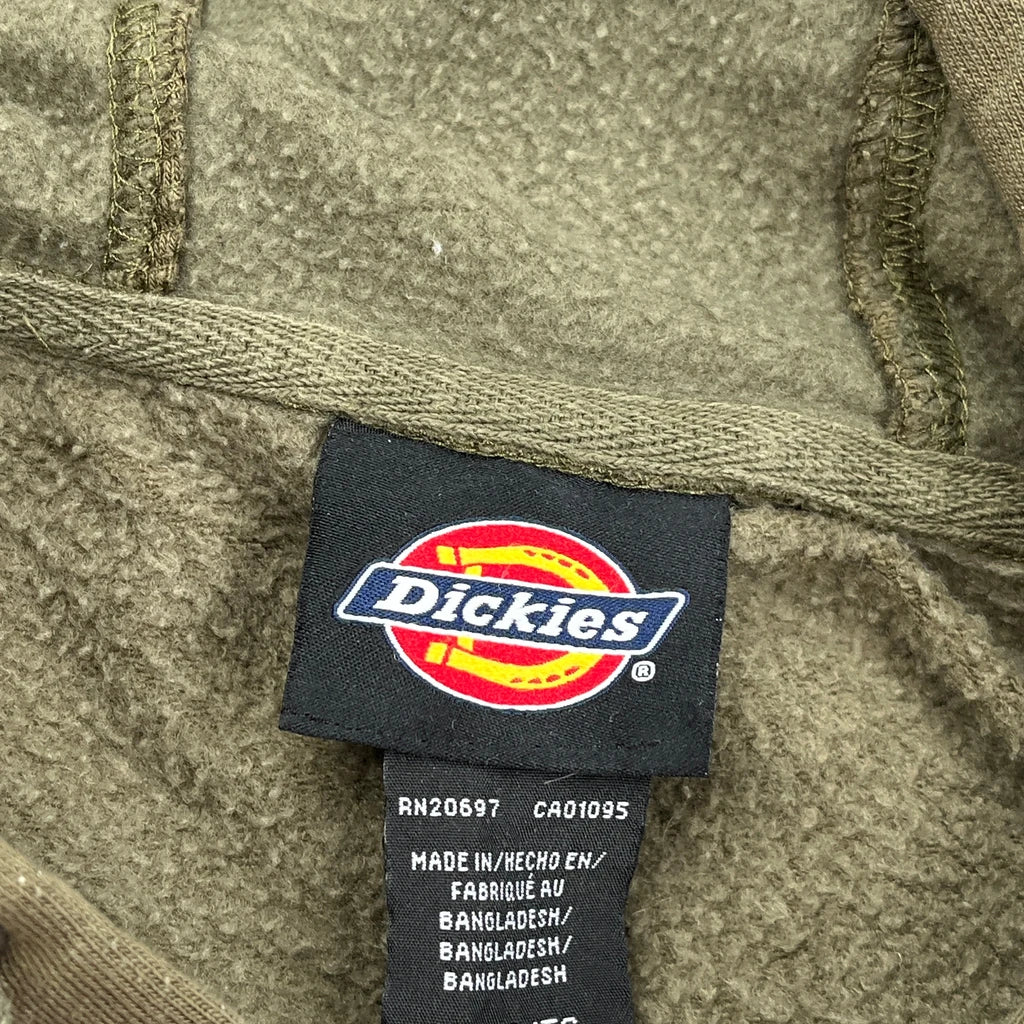 Dickies
®
RN20697 CA01095
MADE IN/HECHO EN/
FABRIQUÉ AU
BANGLADESH/
BANGLADESH/
BANGLADESH